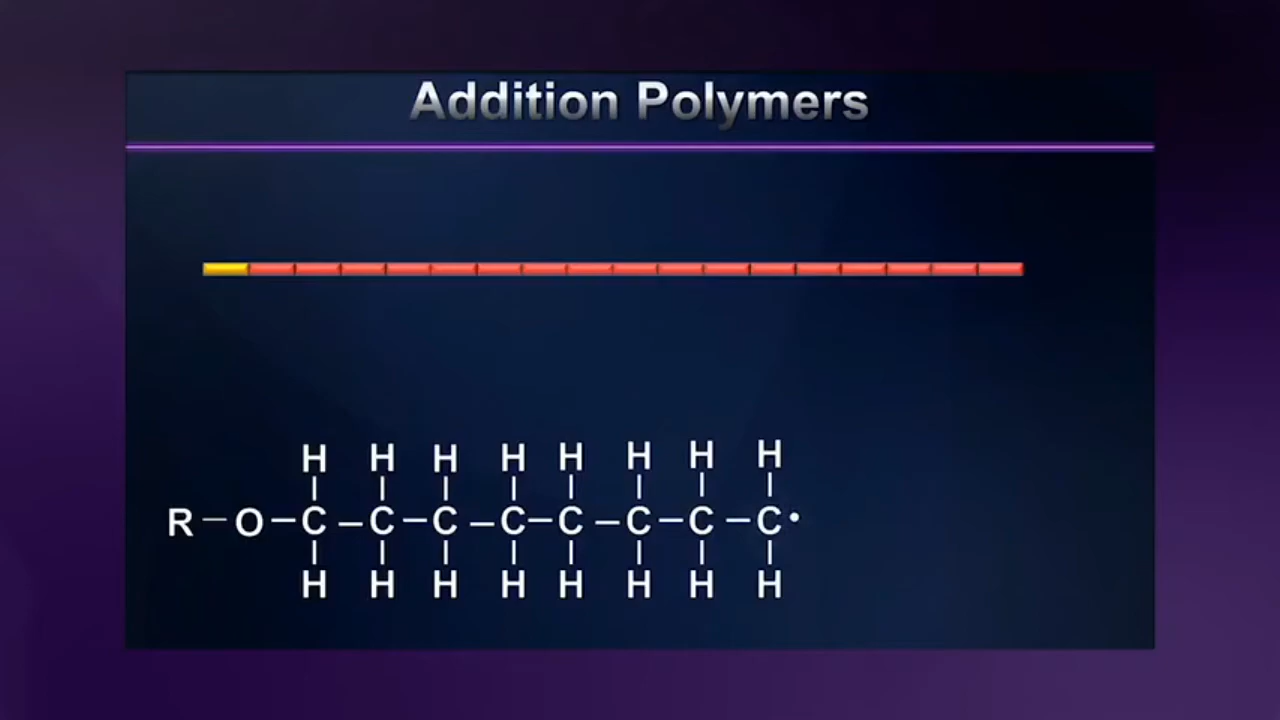 Addition Polymers
H H H H H H H H
R – O – C – C – C – C – C – C – C – C •
H H H H H H H H